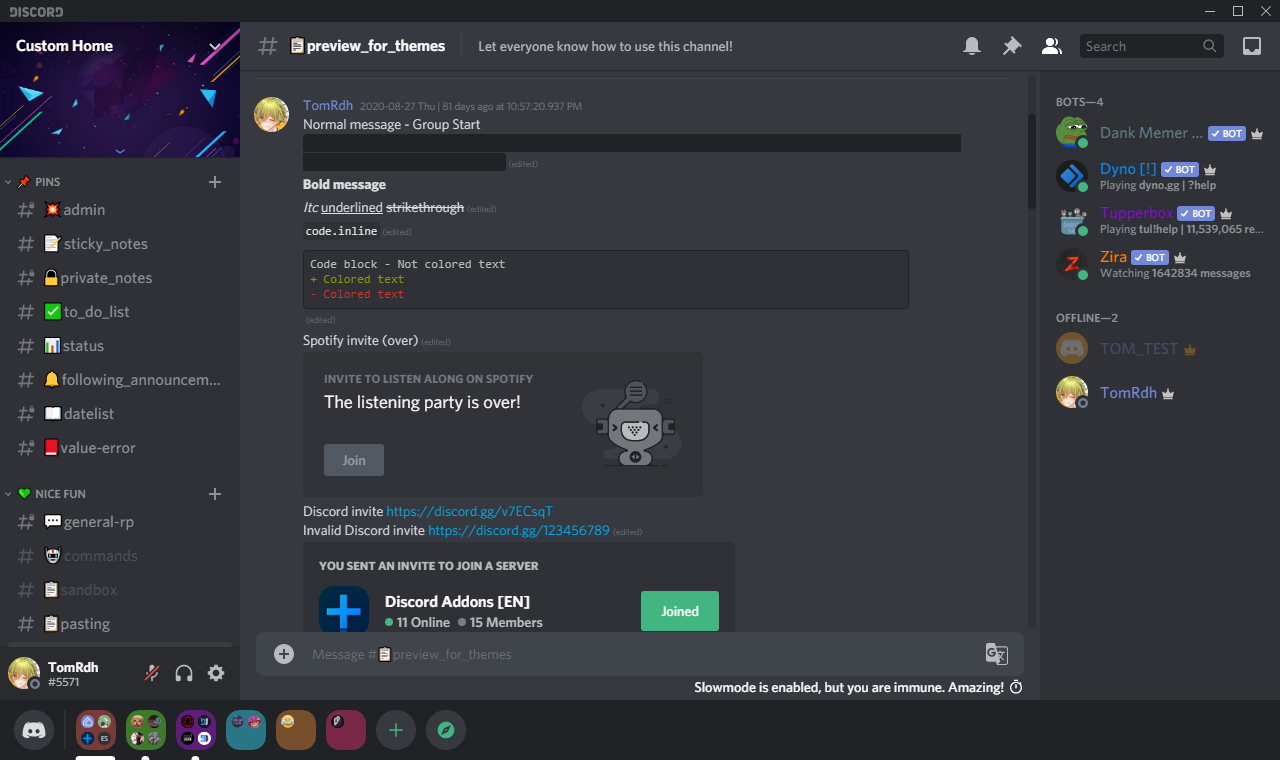 DISCORD
Custom Home
📋preview_for_themes
Let everyone know how to use this channel!
Search
PINS
admin
sticky_notes
private_notes
to_do_list
status
following_announcem...
datelist
value-error
NICE FUN
general-rp
commands
sandbox
pasting
TomRdh
#5571
TomRdh 2020-08-27 Thu | 81 days ago at 10:57:20.937 PM
Normal message - Group Start
(edited)
Bold message
Itc underlined strikethrough (edited)
code.inline (edited)
Code block - Not colored text
+ Colored text
- Colored text
(edited)
Spotify invite (over) (edited)
INVITE TO LISTEN ALONG ON SPOTIFY
The listening party is over!
Join
Discord invite https://discord.gg/v7ECsqT
Invalid Discord invite https://discord.gg/123456789 (edited)
YOU SENT AN INVITE TO JOIN A SERVER
Discord Addons [EN]
11 Online 15 Members
Joined
Message #📋preview_for_themes
Slowmode is enabled, but you are immune. Amazing!
BOTS—4
Dank Memer ... ✓ BOT
Dyno [!] ✓ BOT
Playing dyno.gg | ?help
Tupperbox ✓ BOT
Playing tul!help | 11,539,065 re...
Zira ✓ BOT
Watching 1642834 messages
OFFLINE—2
TOM_TEST
TomRdh
ES